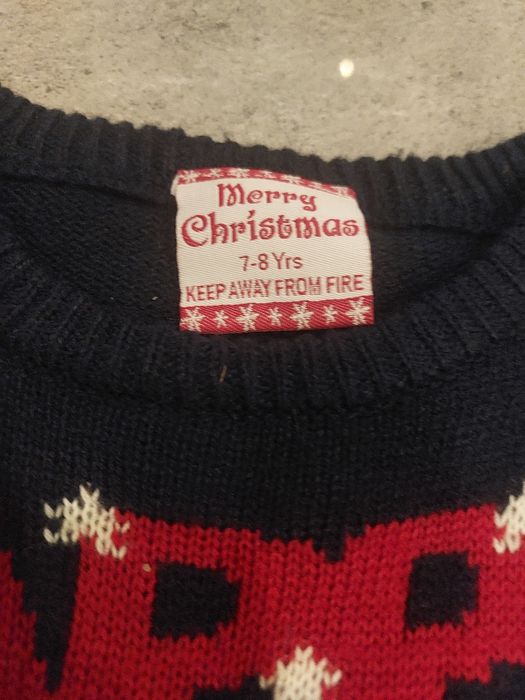 Merry
Christmas
7-8 Yrs
KEEP AWAY FROM FIRE